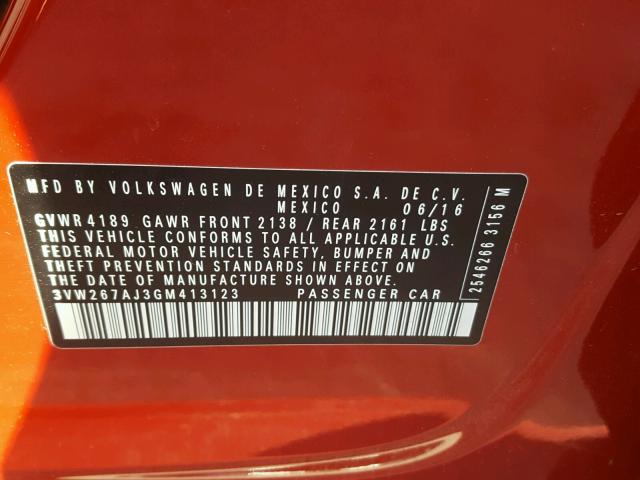 MFD BY VOLKSWAGEN DE MEXICO S.A. DE C.V.
MEXICO 06/16
GVWR 4189 GAWR FRONT 2138 / REAR 2161 LBS
THIS VEHICLE CONFORMS TO ALL APPLICABLE U.S.
FEDERAL MOTOR VEHICLE SAFETY, BUMPER AND
THEFT PREVENTION STANDARDS IN EFFECT ON
THE DATE OF MANUFACTURE SHOWN ABOVE.
3VW267AJ3GM413123 PASSENGER CAR
2546266 3156 M